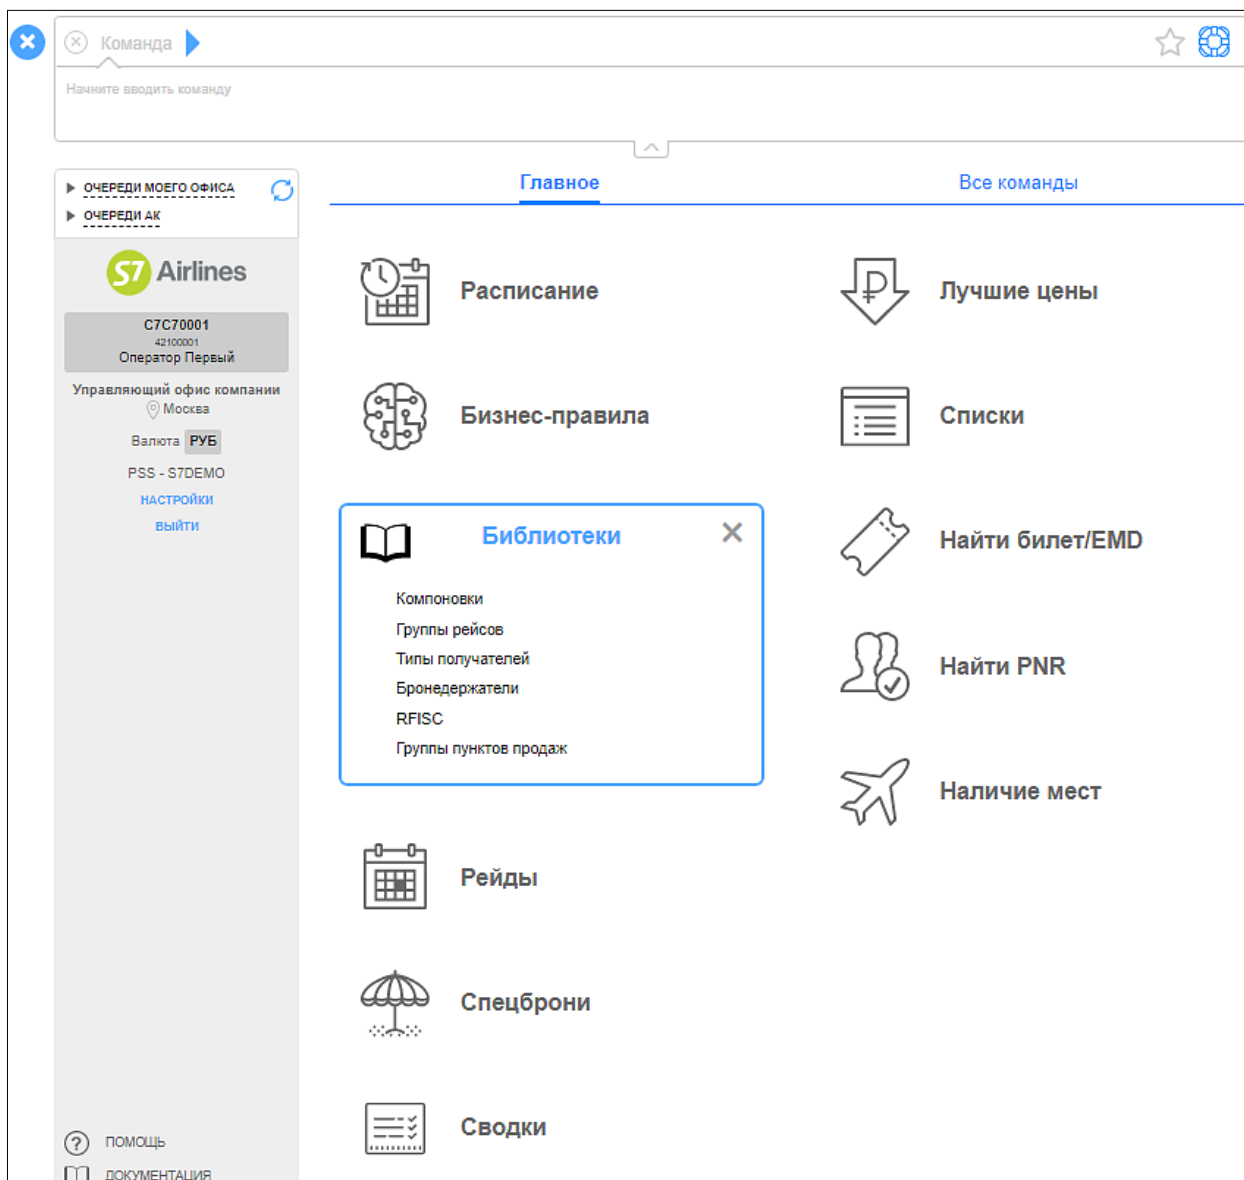 Команда
Начните вводить команду
ОЧЕРЕДИ МОЕГО ОФИСА
ОЧЕРЕДИ АК
S7 Airlines
С7С70001
42100001
Оператор Первый
Управляющий офис компании
Москва
Валюта РУБ
PSS - S7DEMO
НАСТРОЙКИ
ВЫЙТИ
ПОМОЩЬ
ДОКУМЕНТАЦИЯ
Главное
Все команды
Расписание
Лучшие цены
Бизнес-правила
Списки
Библиотеки
Компоновки
Группы рейсов
Типы получателей
Бронедержатели
RFISC
Группы пунктов продаж
Найти билет/EMD
Найти PNR
Наличие мест
Рейды
Спецброни
Сводки